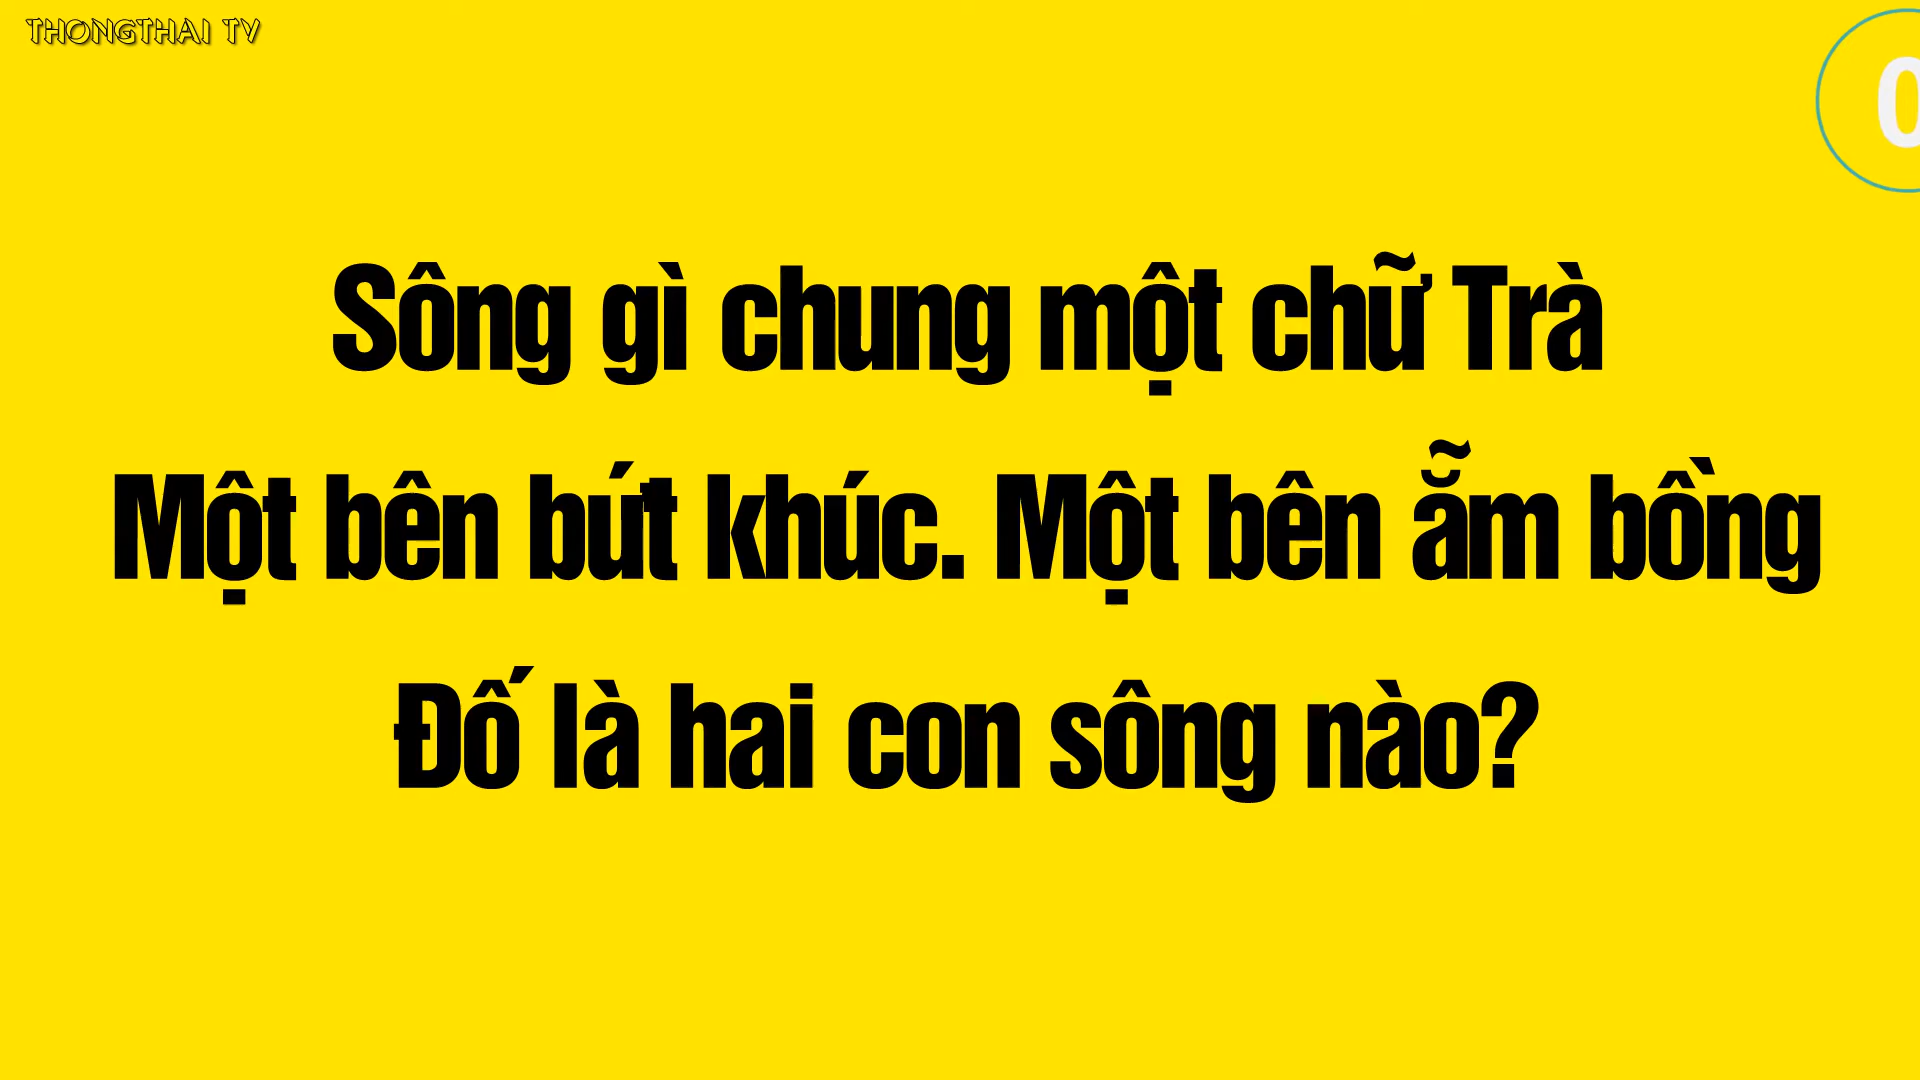 THONGTHAI TV
0
Sông gì chung một chữ Trà
Một bên bứt khúc. Một bên ẵm bồng
Đố là hai con sông nào?